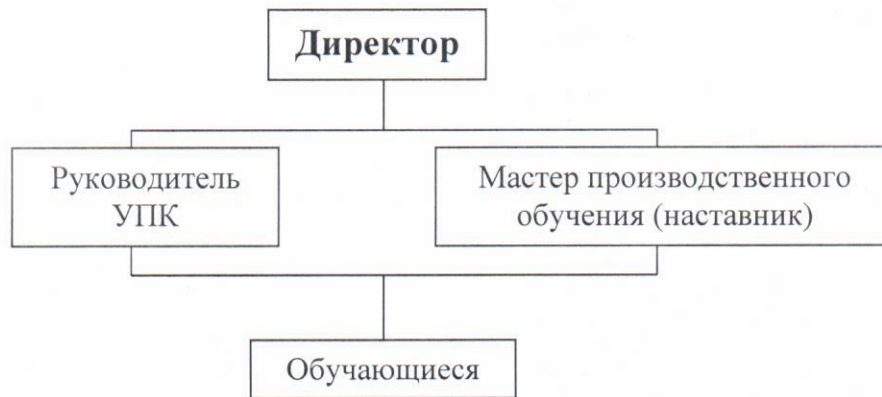 Директор
Руководитель
УПК
Мастер производственного
обучения (наставник)
Обучающиеся